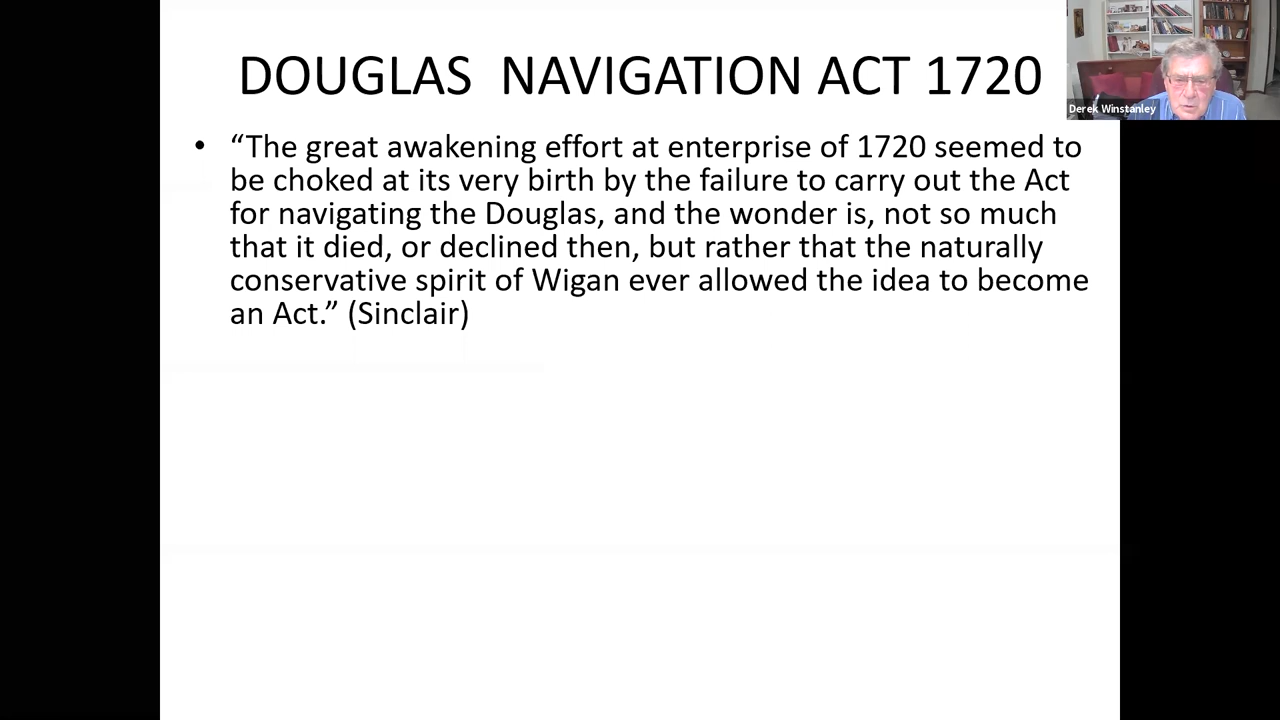 DOUGLAS  NAVIGATION ACT 1720
Derek Winstanley
• “The great awakening effort at enterprise of 1720 seemed to
be choked at its very birth by the failure to carry out the Act
for navigating the Douglas, and the wonder is, not so much
that it died, or declined then, but rather that the naturally
conservative spirit of Wigan ever allowed the idea to become
an Act.” (Sinclair)